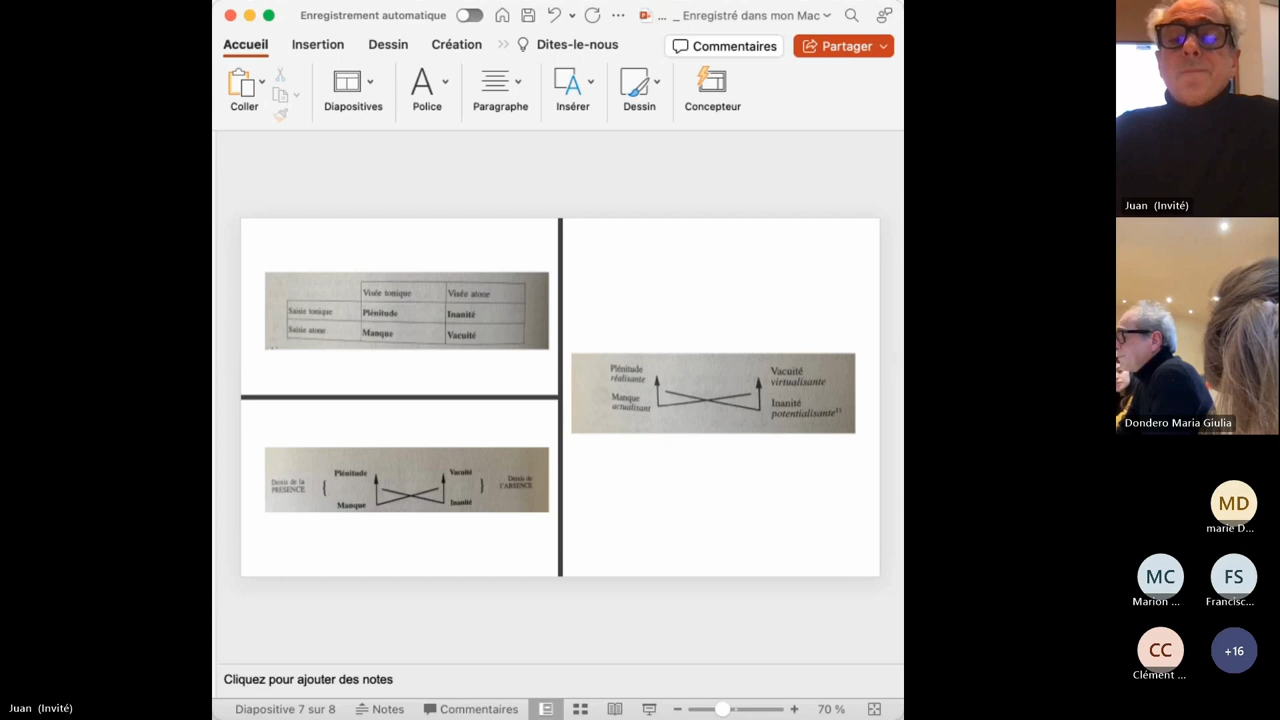 Enregistrement automatique
... _ Enregistré dans mon Mac
Accueil Insertion Dessin Création Dites-le-nous Commentaires Partager
Coller Diapositives Police Paragraphe Insérer Dessin Concepteur
Visée tonique Visée atone
Saisie tonique Plénitude Inanité
Saisie atone Manque Vacuité
Plénitude Vacuité
réalisante virtualisante
Manque Inanité
actualisant potentialisante¹¹
Plénitude Vacuité
Densis de la PRESENCE Densis de l'ABSENCE
Manque Inanité
Cliquez pour ajouter des notes
Diapositive 7 sur 8 Notes Commentaires 70 %
Juan (Invité)
Juan (Invité)
Dondero Maria Giulia
MD
marie D...
MC FS
Marion ... Francisc...
CC +16
Clément ...